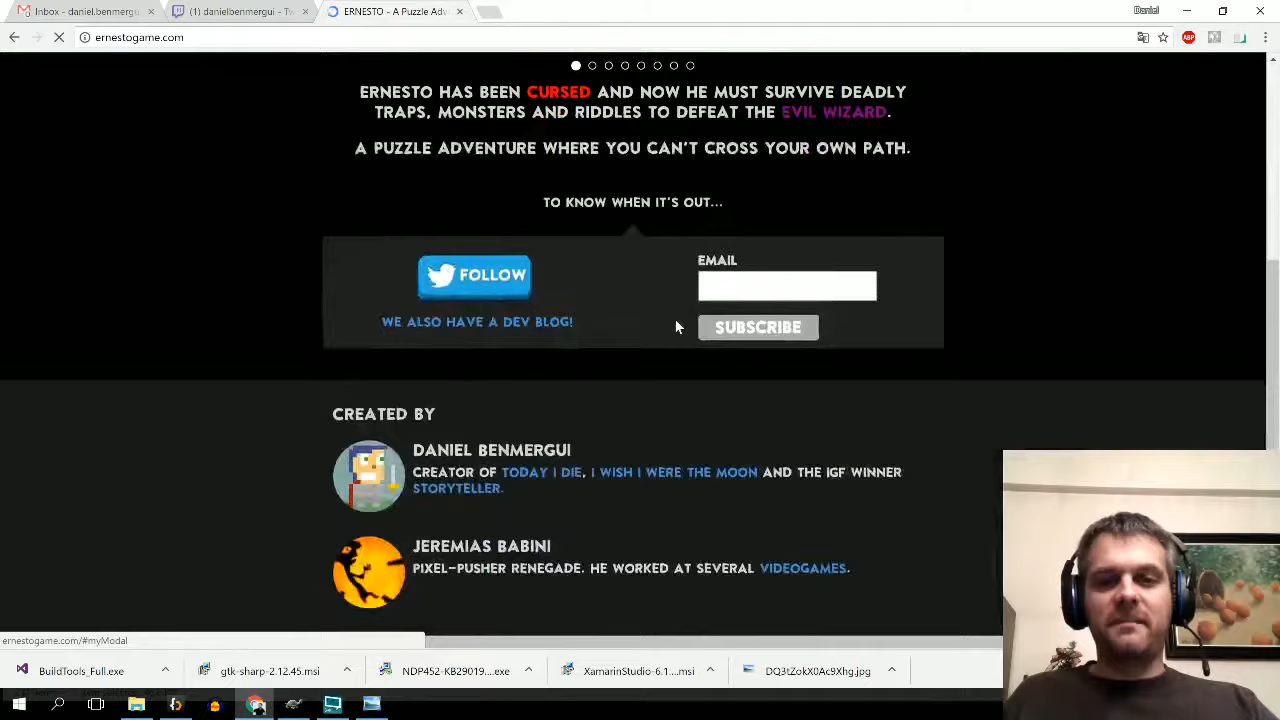 Inbox - daniel.benmergu
(1) danielbenmergui - Tw
ERNESTO - A Puzzle Adv
Daniel
ernestogame.com
ABP
ERNESTO HAS BEEN CURSED AND NOW HE MUST SURVIVE DEADLY
TRAPS, MONSTERS AND RIDDLES TO DEFEAT THE EVIL WIZARD.
A PUZZLE ADVENTURE WHERE YOU CAN'T CROSS YOUR OWN PATH.
TO KNOW WHEN IT'S OUT...
FOLLOW
WE ALSO HAVE A DEV BLOG!
EMAIL
SUBSCRIBE
CREATED BY
DANIEL BENMERGUI
CREATOR OF TODAY I DIE, I WISH I WERE THE MOON AND THE IGF WINNER
STORYTELLER.
JEREMIAS BABINI
PIXEL-PUSHER RENEGADE. HE WORKED AT SEVERAL VIDEOGAMES.
ernestogame.com/#myModal
BuildTools_Full.exe
gtk-sharp-2.12.45.msi
NDP452-KB29019...exe
XamarinStudio-6.1....msi
DQ3tZokX0Ac9Xhg.jpg